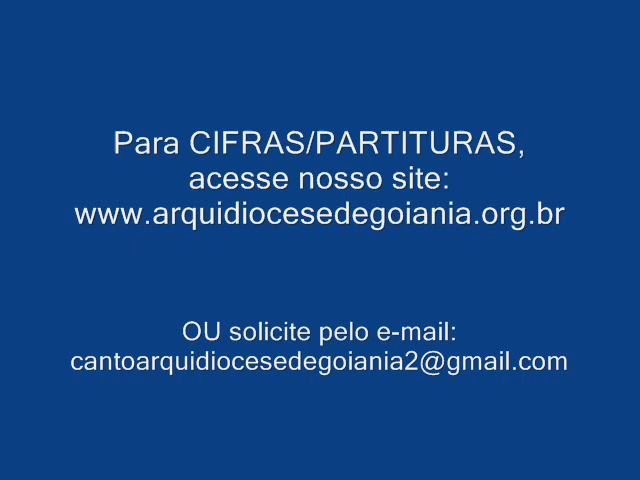 Para CIFRAS/PARTITURAS,
acesse nosso site:
www.arquidiocesedegoiania.org.br
OU solicite pelo e-mail:
cantoarquidiocesedegoiania2@gmail.com